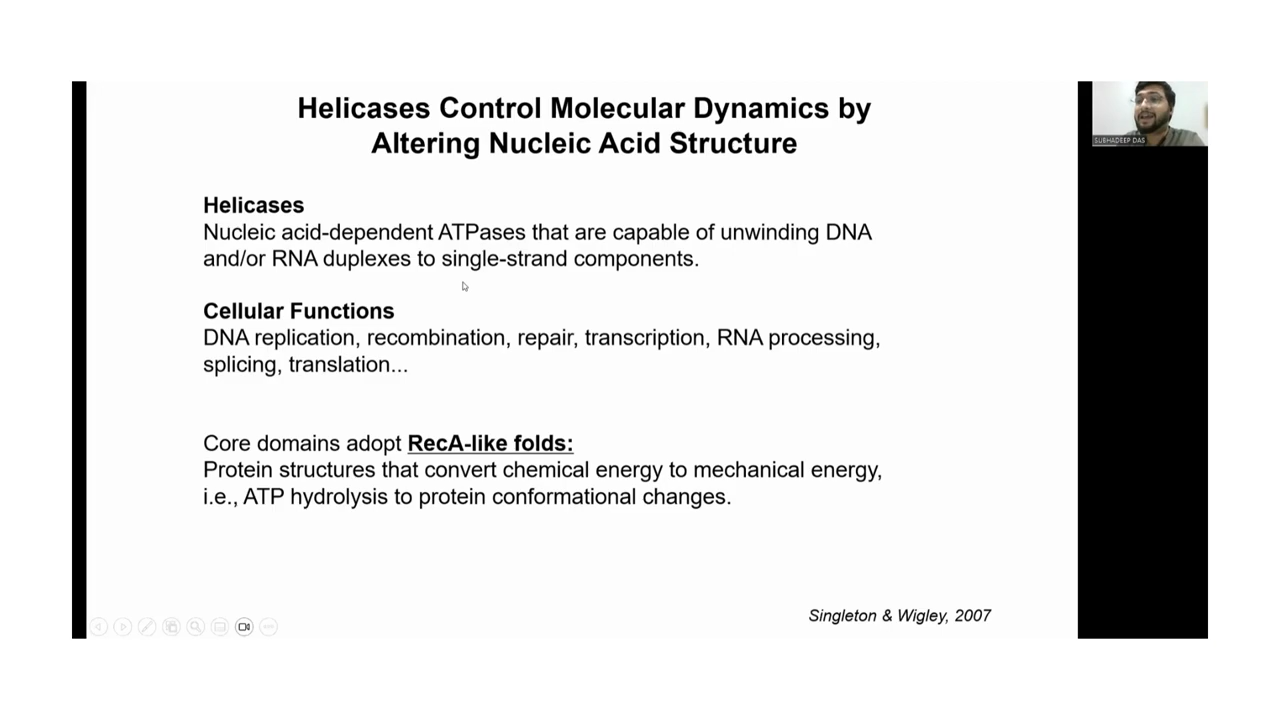 Helicases Control Molecular Dynamics by
Altering Nucleic Acid Structure
SUBHADEEP DAS
Helicases
Nucleic acid-dependent ATPases that are capable of unwinding DNA
and/or RNA duplexes to single-strand components.
Cellular Functions
DNA replication, recombination, repair, transcription, RNA processing,
splicing, translation...
Core domains adopt RecA-like folds:
Protein structures that convert chemical energy to mechanical energy,
i.e., ATP hydrolysis to protein conformational changes.
Singleton & Wigley, 2007